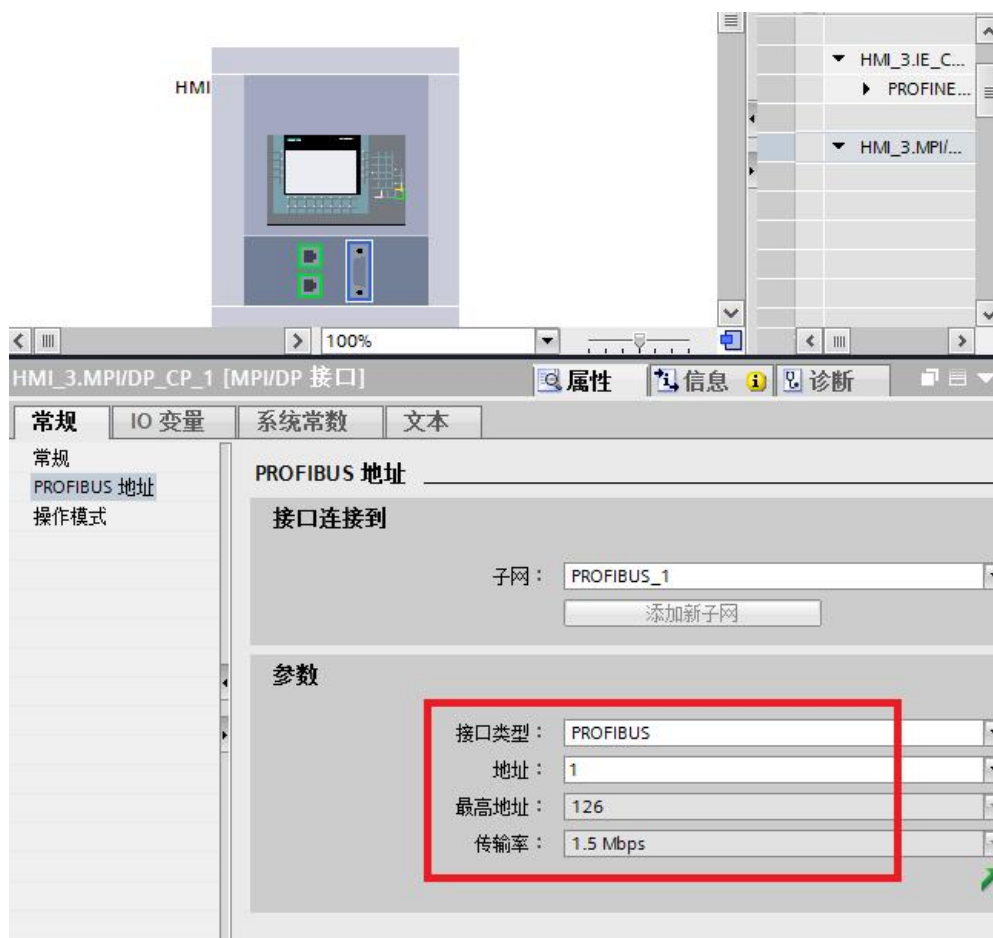 HMI
HMI_3.IE_C...
PROFINE...
HMI_3.MPI/...
100%
HMI_3.MPI/DP_CP_1 [MPI/DP 接口]
属性
信息
诊断
常规
IO 变量
系统常数
文本
常规
PROFIBUS 地址
操作模式
PROFIBUS 地址
接口连接到
子网：
PROFIBUS_1
添加新子网
参数
接口类型：
PROFIBUS
地址：
1
最高地址：
126
传输率：
1.5 Mbps